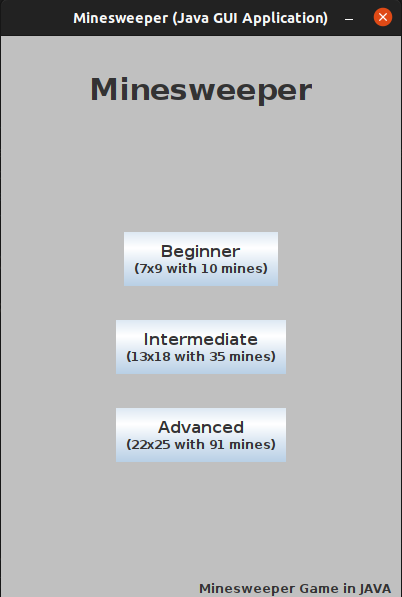 Minesweeper (Java GUI Application)
Minesweeper
Beginner
(7x9 with 10 mines)
Intermediate
(13x18 with 35 mines)
Advanced
(22x25 with 91 mines)
Minesweeper Game in JAVA